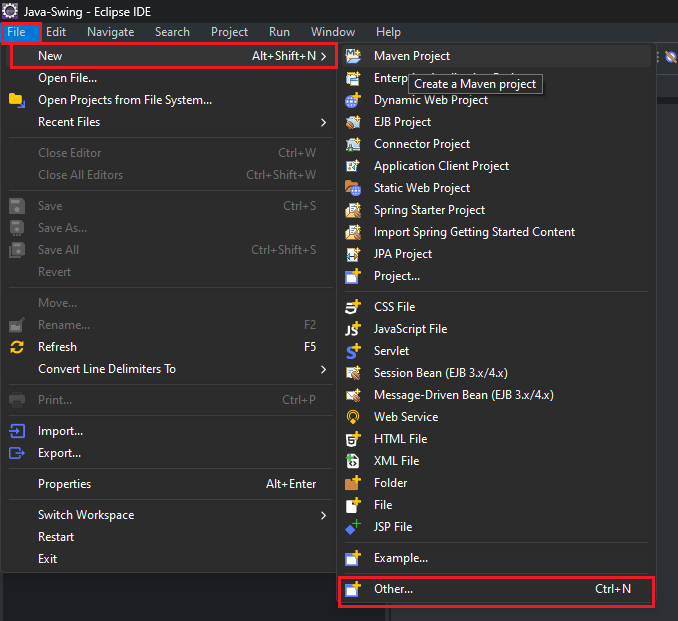 Java-Swing - Eclipse IDE
File Edit Navigate Search Project Run Window Help
New Alt+Shift+N
Open File...
Open Projects from File System...
Recent Files
Close Editor Ctrl+W
Close All Editors Ctrl+Shift+W
Save Ctrl+S
Save As...
Save All Ctrl+Shift+S
Revert
Move...
Rename... F2
Refresh F5
Convert Line Delimiters To
Print... Ctrl+P
Import...
Export...
Properties Alt+Enter
Switch Workspace
Restart
Exit
Maven Project
Create a Maven project
Dynamic Web Project
EJB Project
Connector Project
Application Client Project
Static Web Project
Spring Starter Project
Import Spring Getting Started Content
JPA Project
Project...
CSS File
JavaScript File
Servlet
Session Bean (EJB 3.x/4.x)
Message-Driven Bean (EJB 3.x/4.x)
Web Service
HTML File
XML File
Folder
File
JSP File
Example...
Other... Ctrl+N